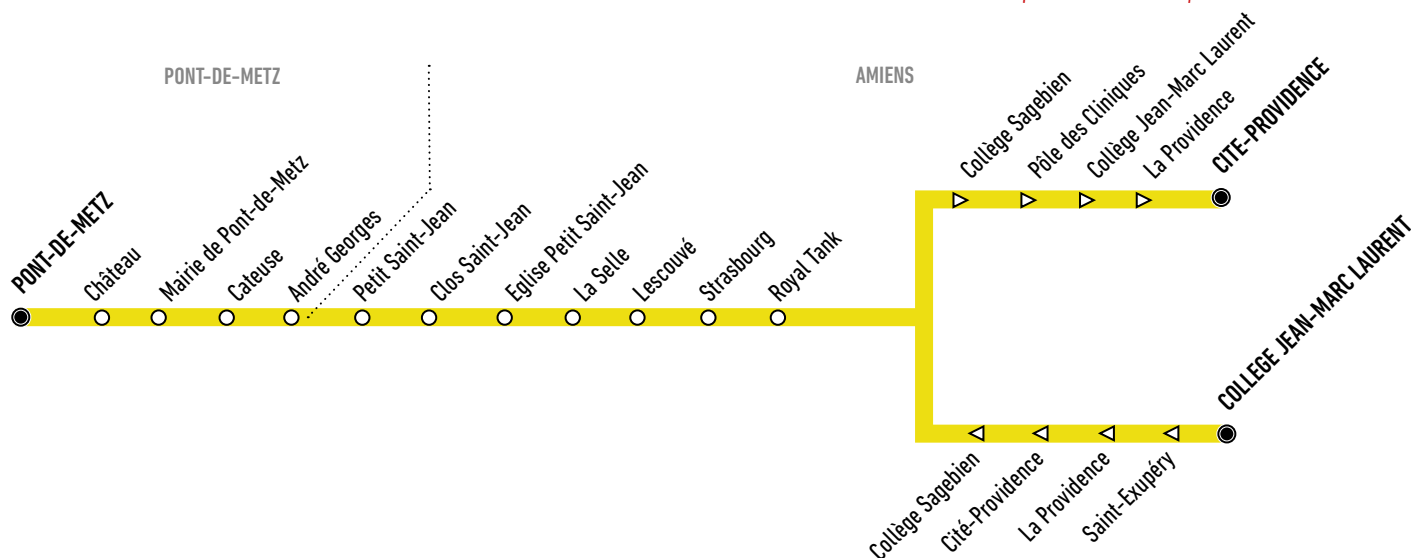 PONT-DE-METZ
AMIENS
PONT-DE-METZ
Château
Mairie de Pont-de-Metz
Cateuse
André Georges
Petit Saint-Jean
Clos Saint-Jean
Eglise Petit Saint-Jean
La Selle
Lescouvé
Strasbourg
Royal Tank
Collège Sagebien
Pôle des Cliniques
Collège Jean-Marc Laurent
La Providence
CITE-PROVIDENCE
COLLEGE JEAN-MARC LAURENT
Collège Sagebien
Cité-Providence
La Providence
Saint-Exupéry